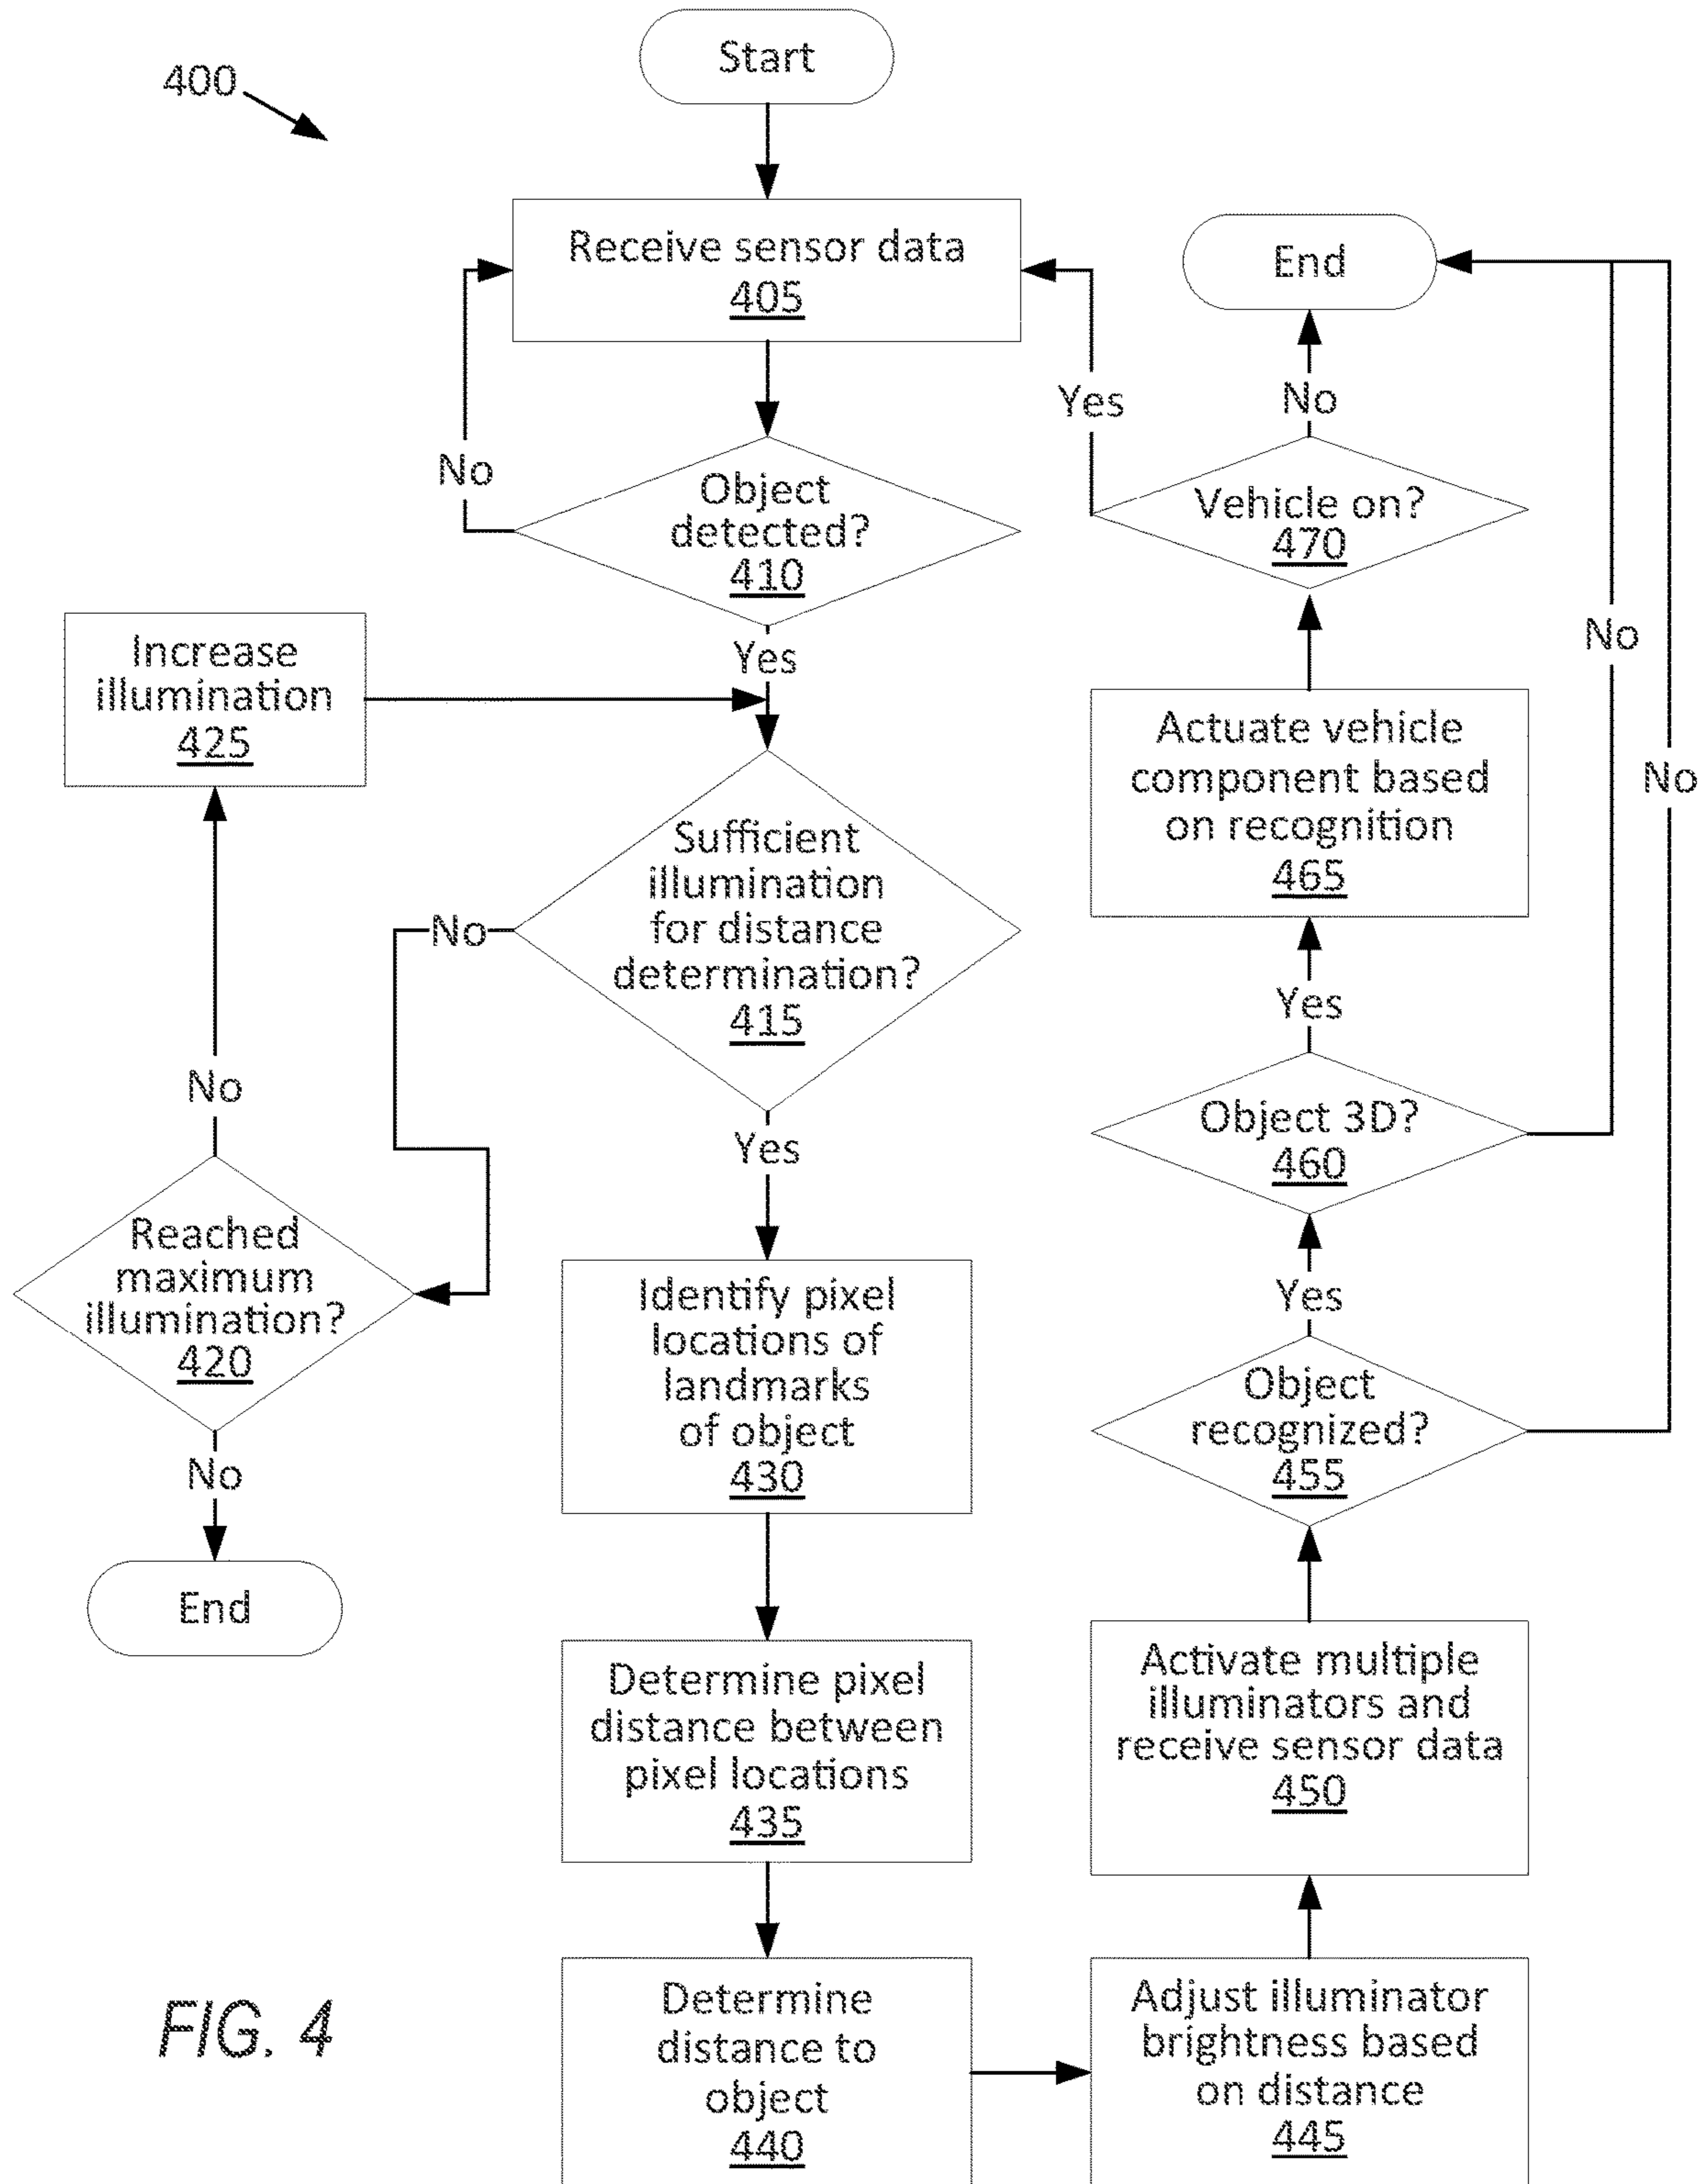 400
Start
Receive sensor data
405
No
Object
detected?
410
Yes
Increase
illumination
425
Sufficient
illumination
for distance
determination?
415
No
Yes
No
Reached
maximum
illumination?
420
No
End
Identify pixel
locations of
landmarks
of object
430
Determine pixel
distance between
pixel locations
435
Determine
distance to
object
440
Adjust illuminator
brightness based
on distance
445
Activate multiple
illuminators and
receive sensor data
450
Object
recognized?
455
Yes
No
Object 3D?
460
Yes
No
Actuate vehicle
component based
on recognition
465
Vehicle on?
470
Yes
No
End
FIG. 4